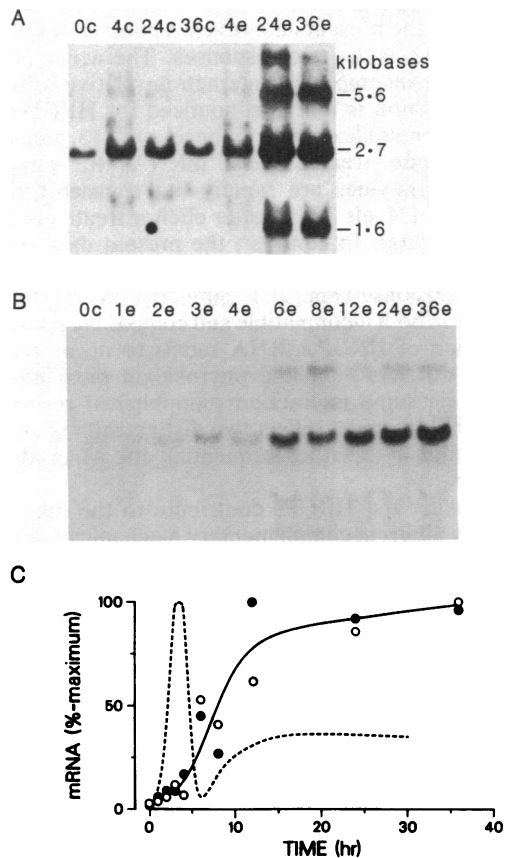 A
0c 4c 24c 36c 4e 24e 36e
kilobases
–5·6
–2·7
–1·6
B
0c 1e 2e 3e 4e 6e 8e 12e 24e 36e
C
mRNA (%-maximum)
100
50
0
0 10 20 30 40
TIME (hr)